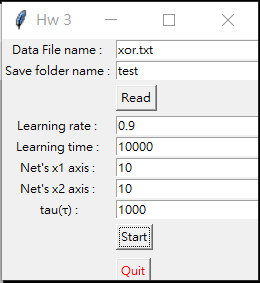 Hw 3
Data File name : xor.txt
Save folder name : test
Read
Learning rate : 0.9
Learning time : 10000
Net's x1 axis : 10
Net's x2 axis : 10
tau(τ) : 1000
Start
Quit